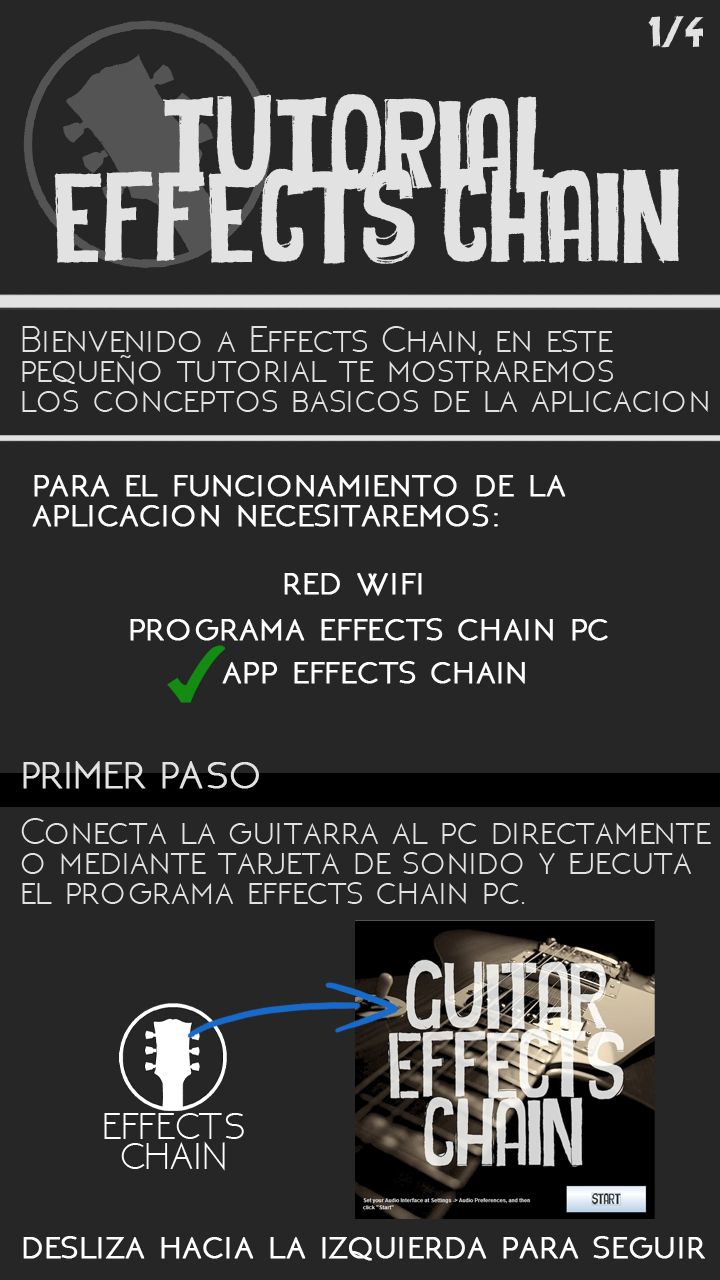 1/4
TUTORIAL
EFFECTS CHAIN
BIENVENIDO A EFFECTS CHAIN, EN ESTE
PEQUEÑO TUTORIAL TE MOSTRAREMOS
LOS CONCEPTOS BASICOS DE LA APLICACION
PARA EL FUNCIONAMIENTO DE LA
APLICACION NECESITAREMOS:
RED WIFI
PROGRAMA EFFECTS CHAIN PC
APP EFFECTS CHAIN
PRIMER PASO
CONECTA LA GUITARRA AL PC DIRECTAMENTE
O MEDIANTE TARJETA DE SONIDO Y EJECUTA
EL PROGRAMA EFFECTS CHAIN PC.
GUITAR
EFFECTS
CHAIN
EFFECTS
CHAIN
Set your Audio Interface at Settings -> Audio Preferences, and then
click "Start"
START
DESLIZA HACIA LA IZQUIERDA PARA SEGUIR